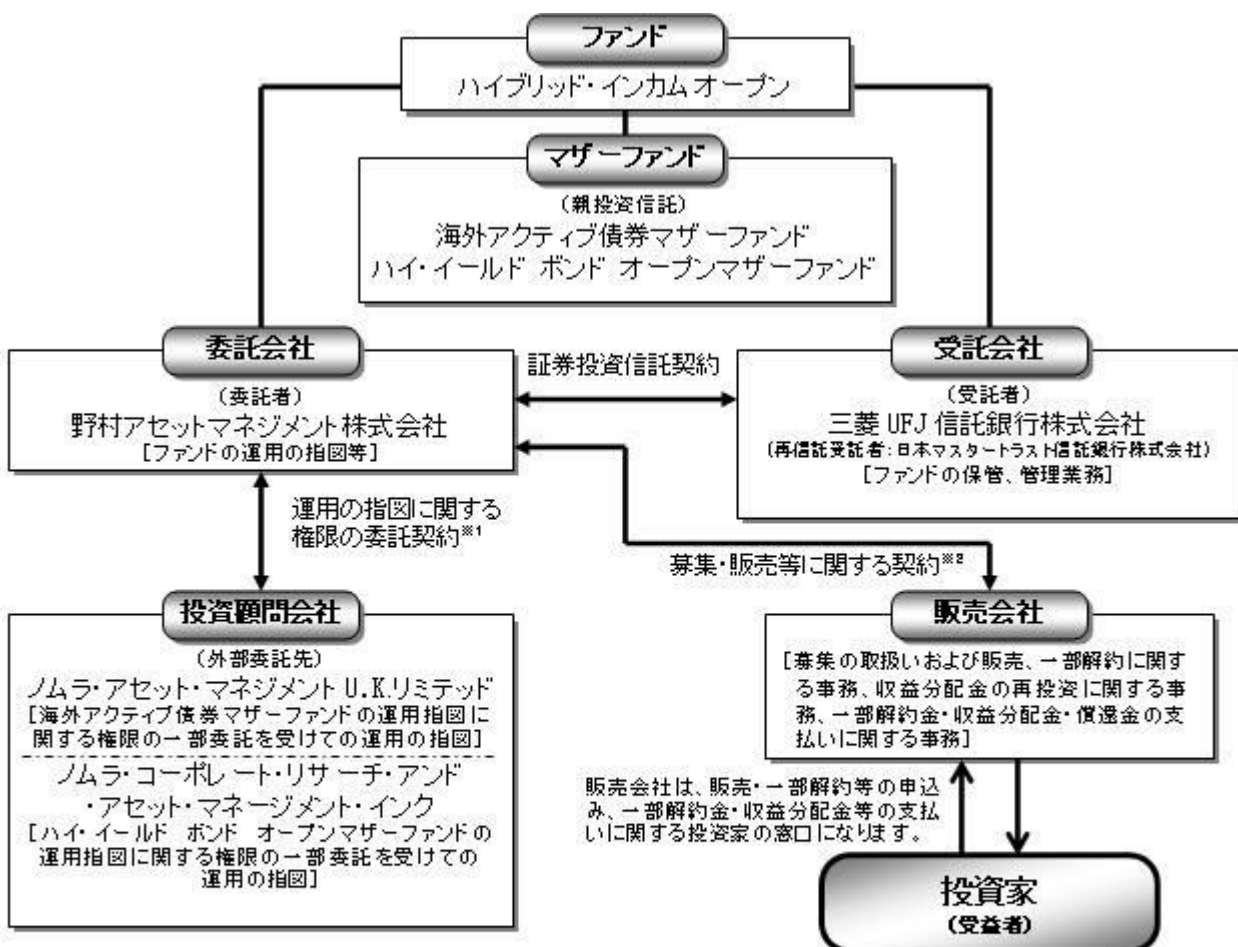 ファンド
ハイブリッド・インカムオープン
マザーファンド
(親投資信託)
海外アクティブ債券マザーファンド
ハイ・イールド ボンド オープンマザーファンド
委託会社
(委託者)
野村アセットマネジメント株式会社
[ファンドの運用の指図等]
証券投資信託契約
受託会社
(受託者)
三菱UFJ信託銀行株式会社
(再信託受託者:日本マスタートラスト信託銀行株式会社)
[ファンドの保管、管理業務]
運用の指図に関する
権限の委託契約※1
募集・販売等に関する契約※2
投資顧問会社
(外部委託先)
ノムラ・アセット・マネジメントU.K.リミテッド
[海外アクティブ債券マザーファンドの運用指図に
関する権限の一部委託を受けての運用の指図]
ノムラ・コーポレート・リサーチ・アンド
・アセット・マネージメント・インク
[ハイ・イールド ボンド オープンマザーファンドの
運用指図に関する権限の一部委託を受けての
運用の指図]
販売会社
[募集の取扱いおよび販売、一部解約に関す
る事務、収益分配金の再投資に関する事
務、一部解約金・収益分配金・償還金の支
払いに関する事務]
販売会社は、販売・一部解約等の申込
み、一部解約金・収益分配金等の支払
いに関する投資家の窓口になります。
投資家
(受益者)